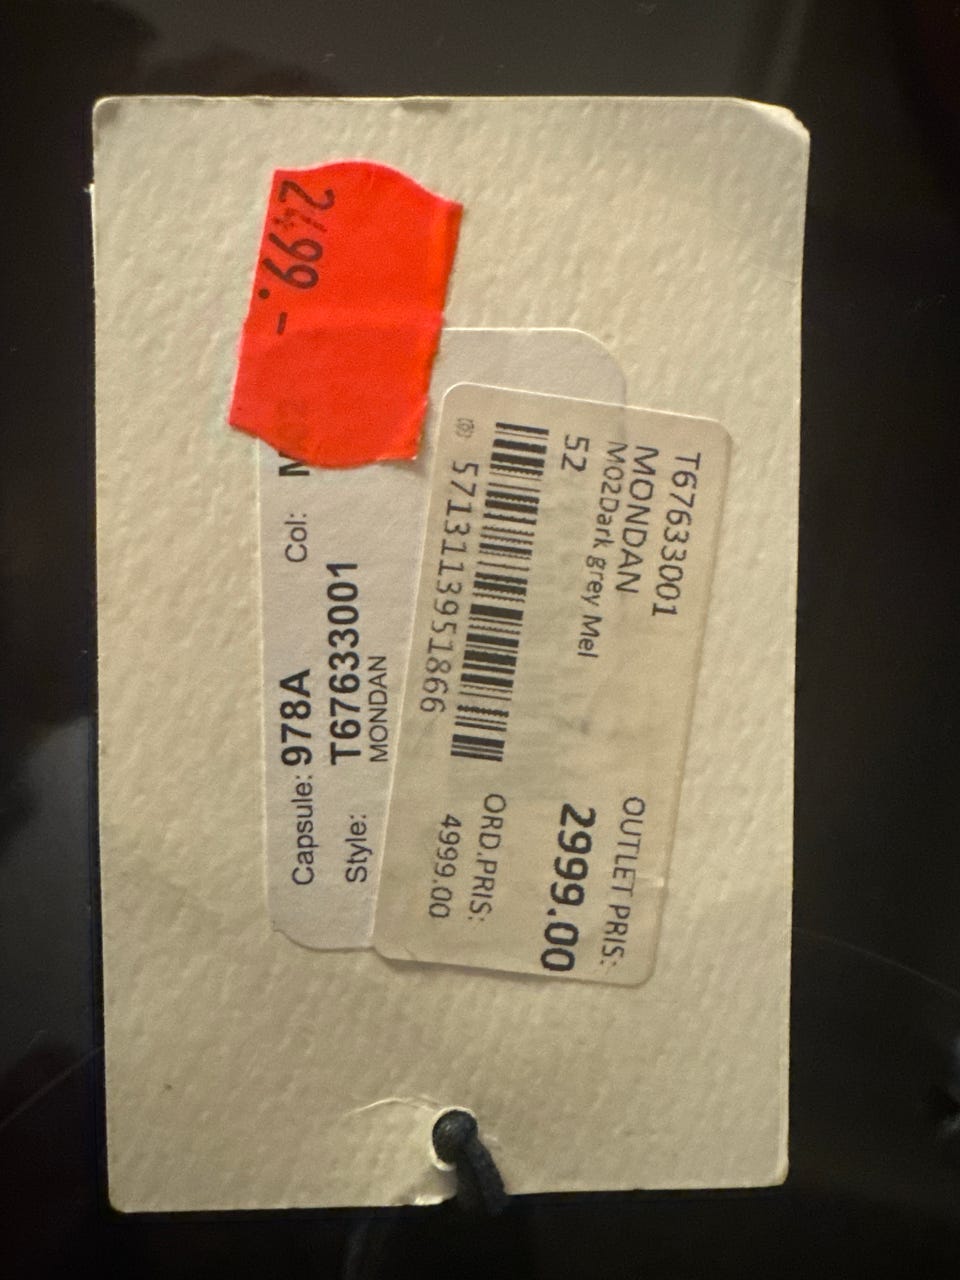 2499.-
Col: M02
Capsule: 978A
Style: T67633001
MONDAN
T67633001
MONDAN
M02Dark grey Mel
52
5713113951866
OUTLET PRIS:
2999.00
ORD.PRIS:
4999.00